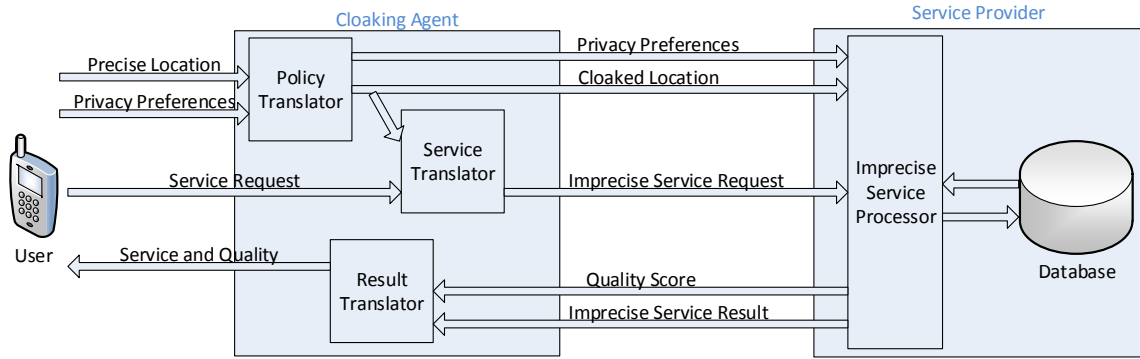 Cloaking Agent
Service Provider
Precise Location
Privacy Preferences
Policy
Translator
Privacy Preferences
Cloaked Location
Service
Translator
Service Request
Imprecise Service Request
Imprecise
Service
Processor
User
Service and Quality
Result
Translator
Quality Score
Imprecise Service Result
Database